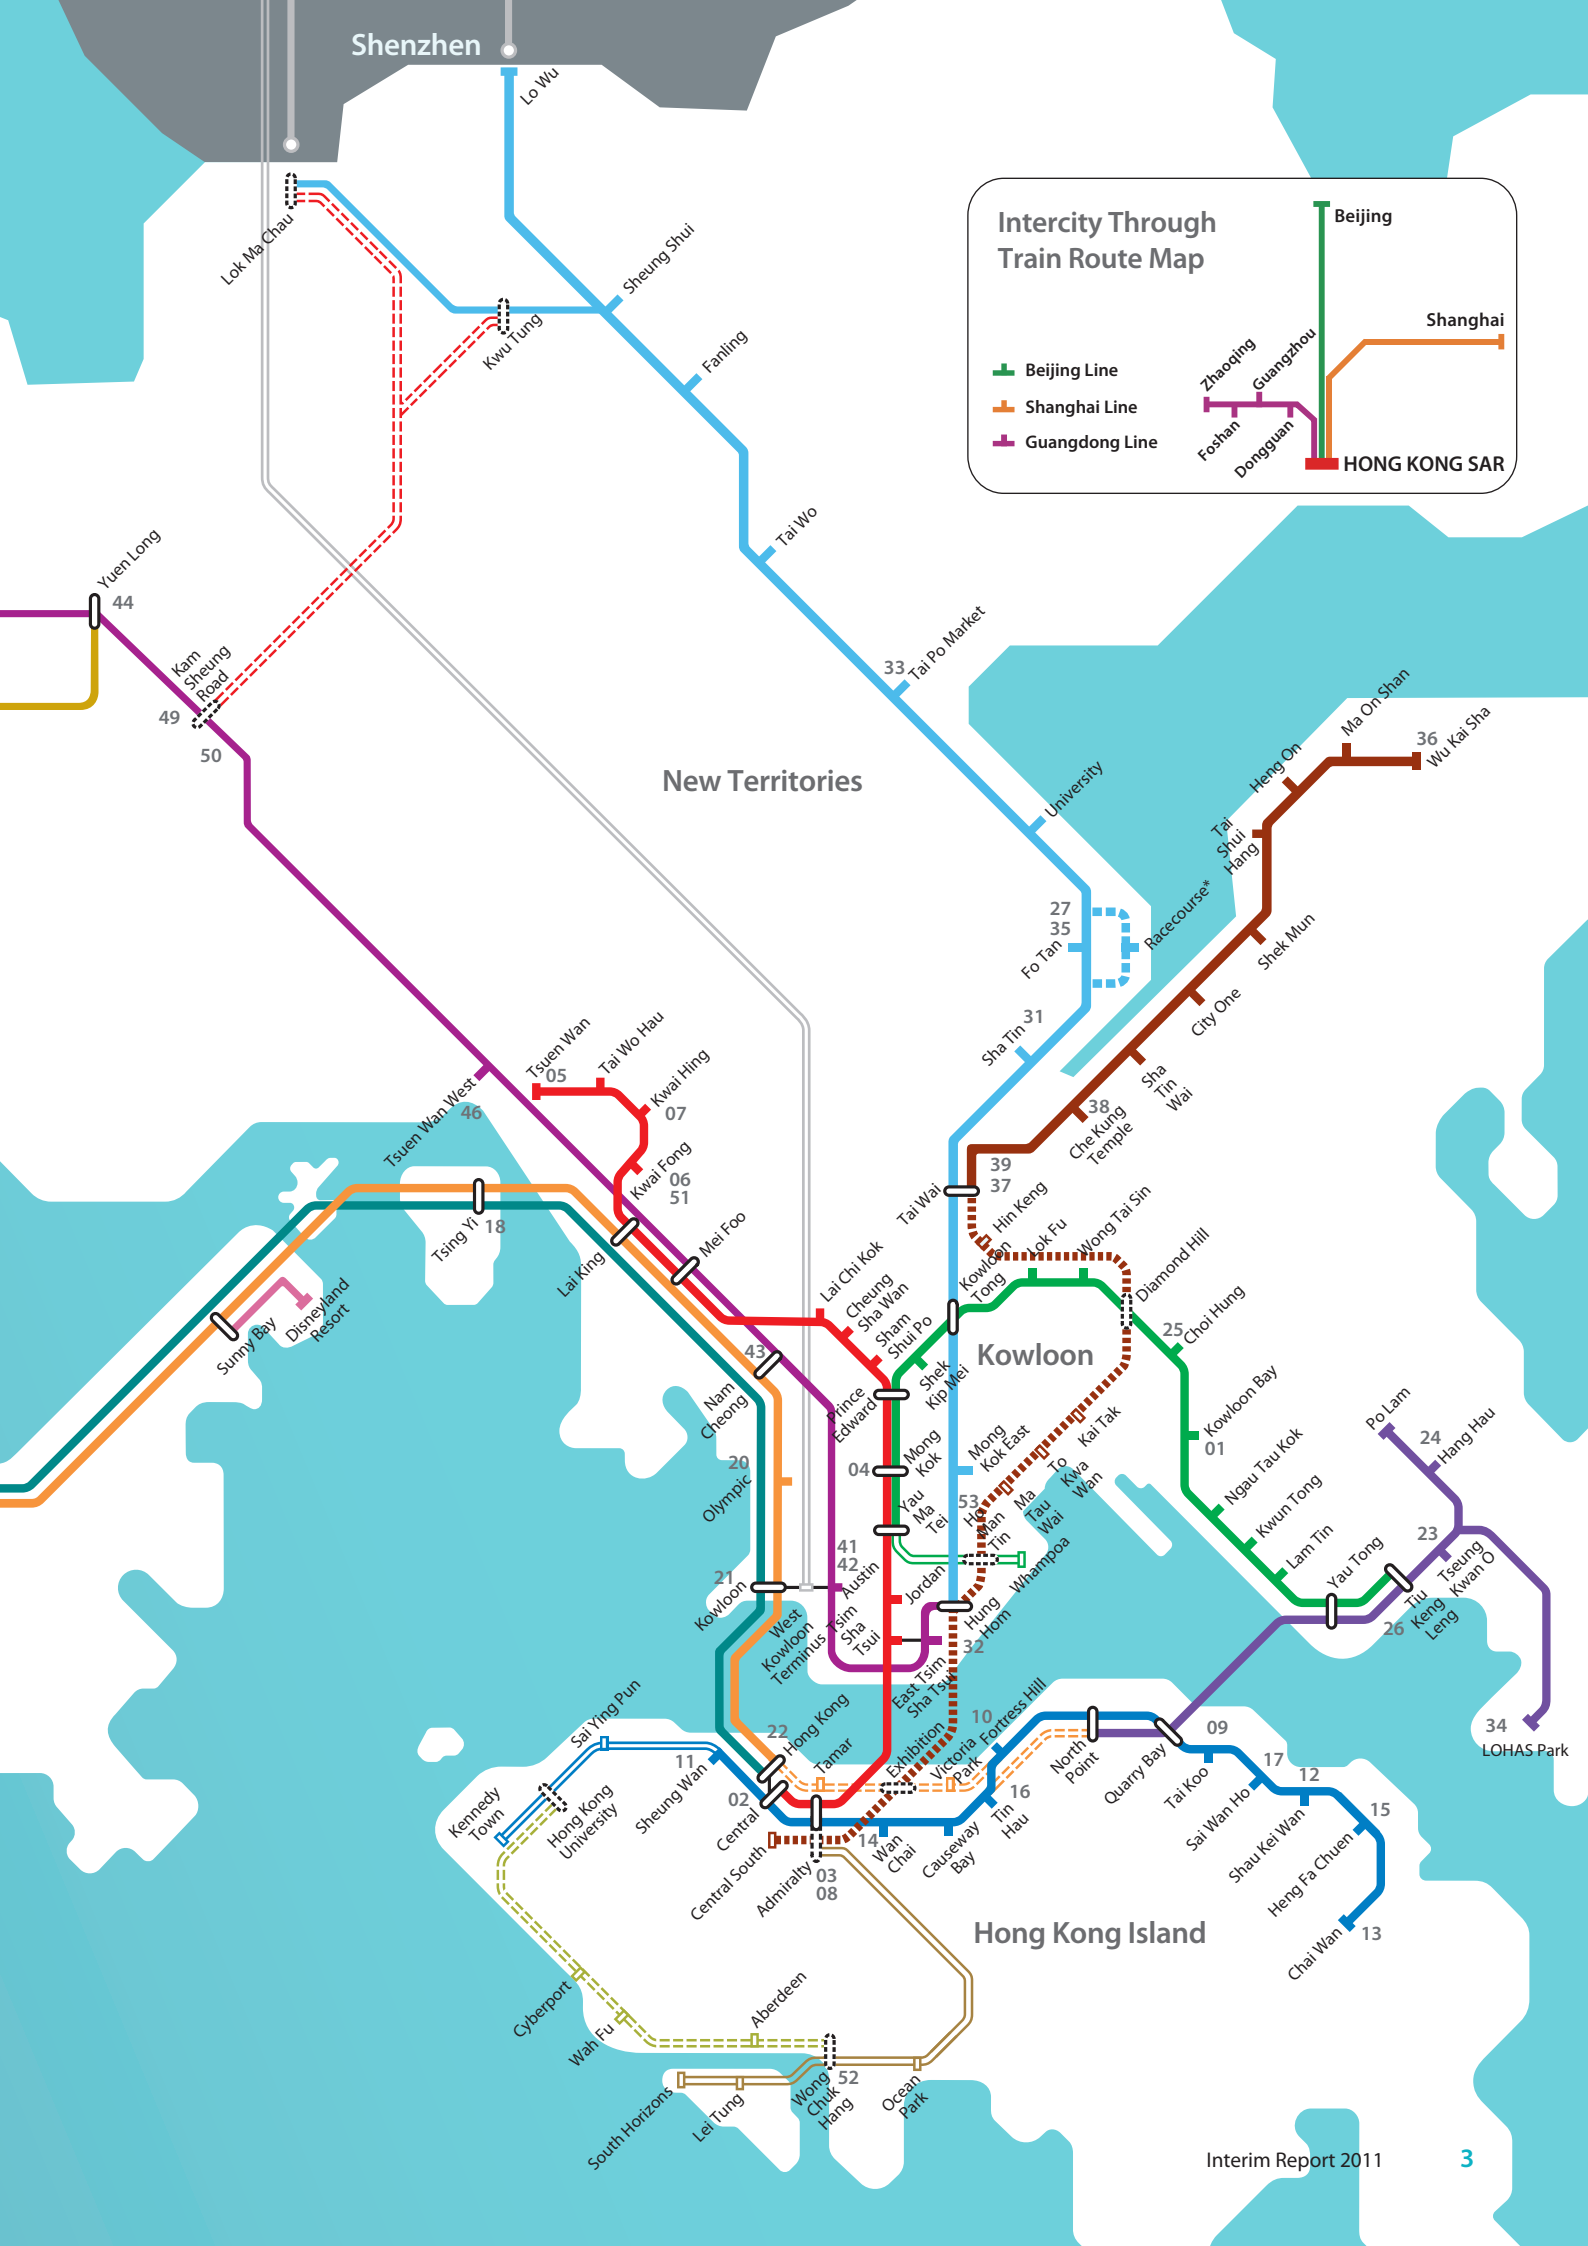 Shenzhen
Lo Wu
Lok Ma Chau
Sheung Shui
Kwu Tung
Fanling
Intercity Through
Train Route Map
Beijing
Shanghai
Zhaoqing
Guangzhou
Foshan
Dongguan
Beijing Line
Shanghai Line
Guangdong Line
HONG KONG SAR
Tai Wo
Yuen Long
44
Kam
Sheung
Road
49
50
33
Tai Po Market
New Territories
University
Ma On Shan
36
Wu Kai Sha
Heng On
Tai
Shui
Hang
27
35
Fo Tan
Racecourse*
Shek Mun
City One
31
Sha Tin
Sha
Tin
Wai
38
Che Kung
Temple
Tsuen Wan
05
Tai Wo Hau
Kwai Hing
07
Tsuen Wan West
46
Kwai Fong
06
51
39
37
Tai Wai
Hin Keng
Tsing Yi
18
Lai King
Mei Foo
Lai Chi Kok
Cheung
Sha Wan
Sham
Shui Po
Kowloon
Tong
Lok Fu
Wong Tai Sin
Diamond Hill
25
Choi Hung
Sunny Bay
Disneyland
Resort
43
Nam
Cheong
Prince
Edward
Shek
Kip Mei
Kowloon
Kowloon Bay
01
Po Lam
24
Hang Hau
Kai Tak
To
Kwa
Wan
Ma
Tau
Wai
Mong
Kok East
04
Mong
Kok
Yau
Ma
Tei
20
Olympic
53
Ho
Man
Tin
Whampoa
Ngau Tau Kok
Kwun Tong
Lam Tin
Yau Tong
23
Tseung
Kwan O
Tiu
Keng
Leng
26
41
42
Austin
Jordan
21
Kowloon
West
Kowloon
Terminus
Tsim
Sha
Tsui
Hung
Hom
32
East Tsim
Sha Tsui
34
LOHAS Park
Sai Ying Pun
22
Hong Kong
Tamar
Exhibition
10
Fortress Hill
Victoria
Park
North
Point
Quarry Bay
09
Tai Koo
17
Sai Wan Ho
12
Shau Kei Wan
15
Heng Fa Chuen
Chai Wan
13
Kennedy
Town
Hong Kong
University
11
Sheung Wan
02
Central
Central South
Admiralty
03
08
14
Wan
Chai
Causeway
Bay
16
Tin
Hau
Hong Kong Island
Cyberport
Wah Fu
Aberdeen
52
Wong
Chuk
Hang
Ocean
Park
South Horizons
Lei Tung
Interim Report 2011
3